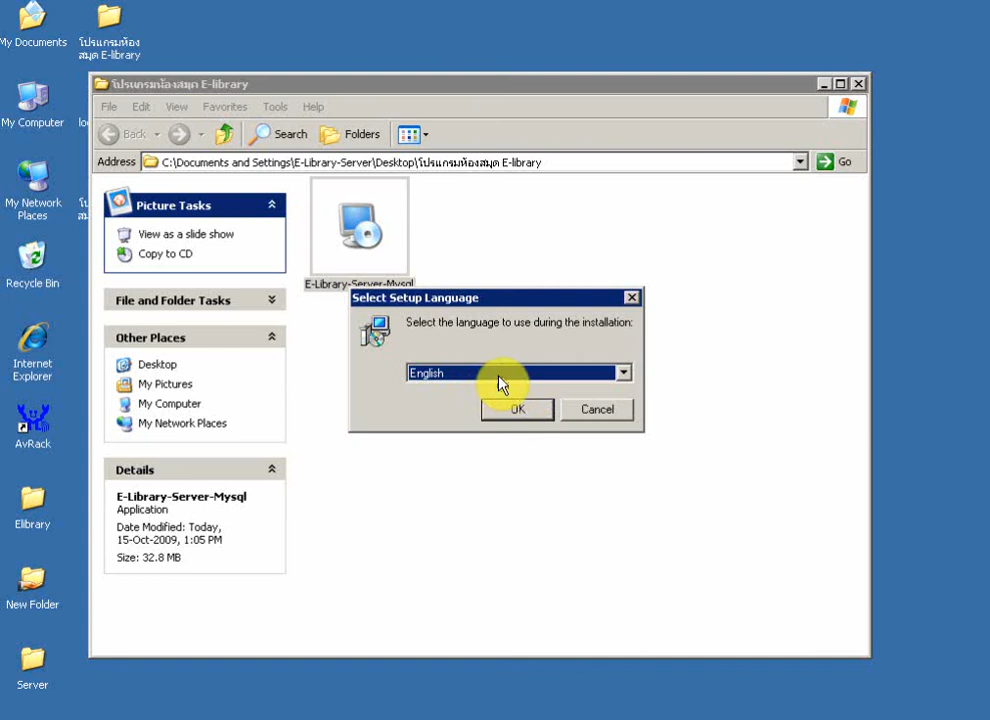 My Documents
โปรแกรมห้อง
สมุด E-library
My Computer
My Network
Places
Recycle Bin
Internet
Explorer
AvRack
Elibrary
New Folder
Server
โปรแกรมห้องสมุด E-library
File Edit View Favorites Tools Help
Back Search Folders
Address C:\Documents and Settings\E-Library-Server\Desktop\โปรแกรมห้องสมุด E-library Go
Picture Tasks
View as a slide show
Copy to CD
File and Folder Tasks
Other Places
Desktop
My Pictures
My Computer
My Network Places
Details
E-Library-Server-Mysql
Application
Date Modified: Today,
15-Oct-2009, 1:05 PM
Size: 32.8 MB
E-Library-Server-Mysql
Select Setup Language
Select the language to use during the installation:
English
OK Cancel